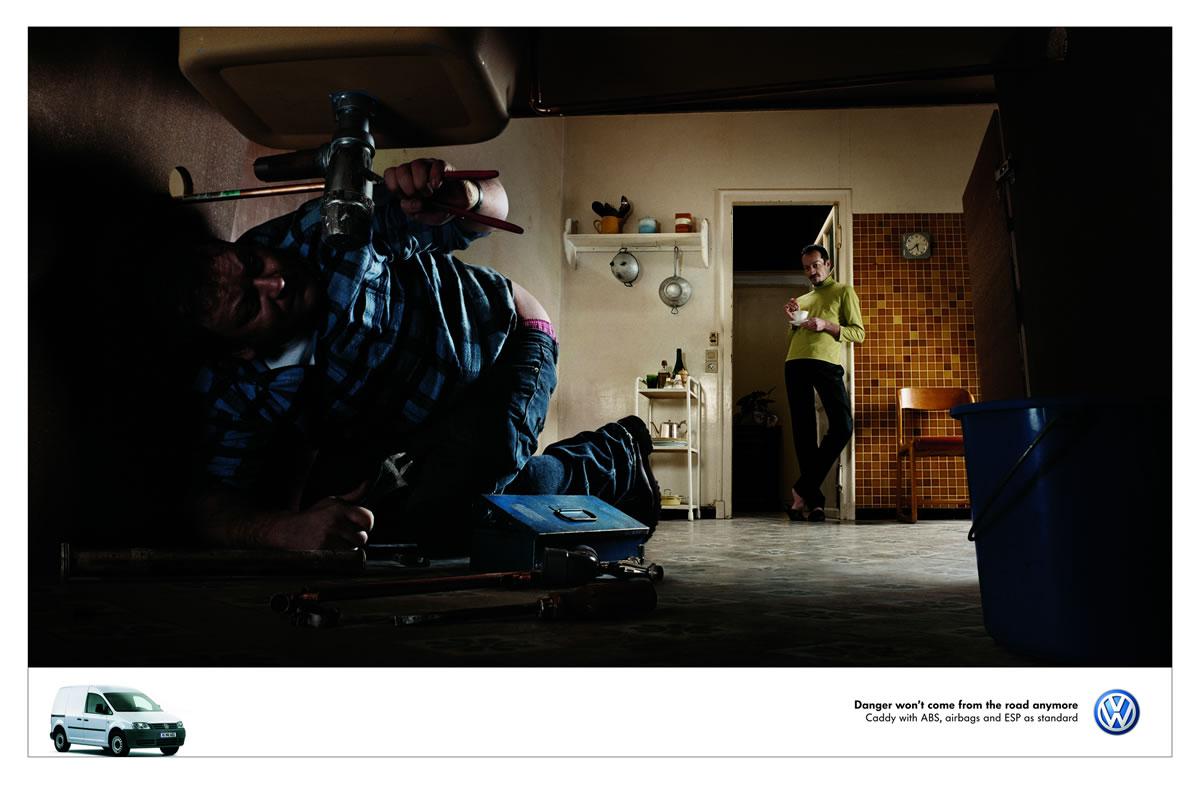 Danger won't come from the road anymore
Caddy with ABS, airbags and ESP as standard